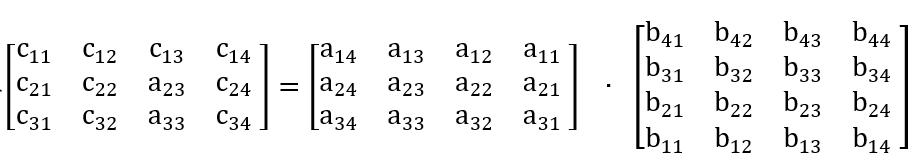 [c₁₁ c₁₂ c₁₃ c₁₄ ; c₂₁ c₂₂ a₂₃ c₂₄ ; c₃₁ c₃₂ a₃₃ c₃₄] = [a₁₄ a₁₃ a₁₂ a₁₁ ; a₂₄ a₂₃ a₂₂ a₂₁ ; a₃₄ a₃₃ a₃₂ a₃₁] · [b₄₁ b₄₂ b₄₃ b₄₄ ; b₃₁ b₃₂ b₃₃ b₃₄ ; b₂₁ b₂₂ b₂₃ b₂₄ ; b₁₁ b₁₂ b₁₃ b₁₄]